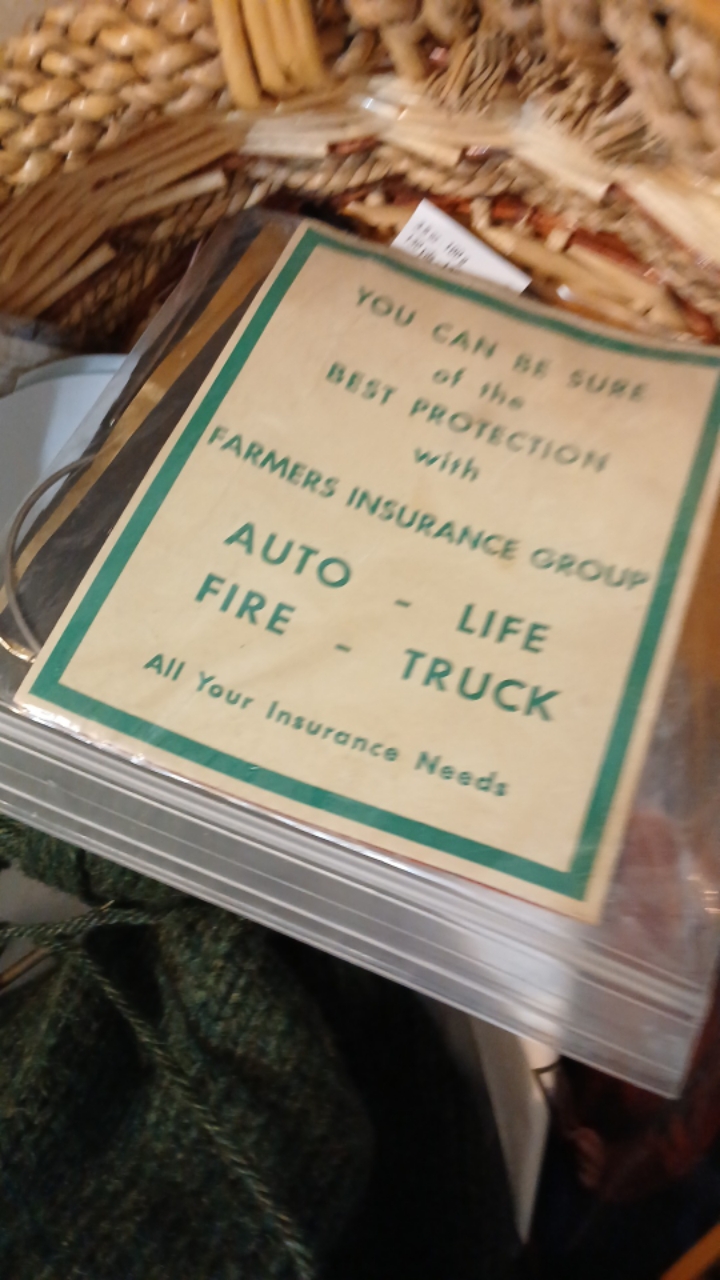 YOU CAN BE SURE
of the
BEST PROTECTION
with
FARMERS INSURANCE GROUP
AUTO - LIFE
FIRE - TRUCK
All Your Insurance Needs